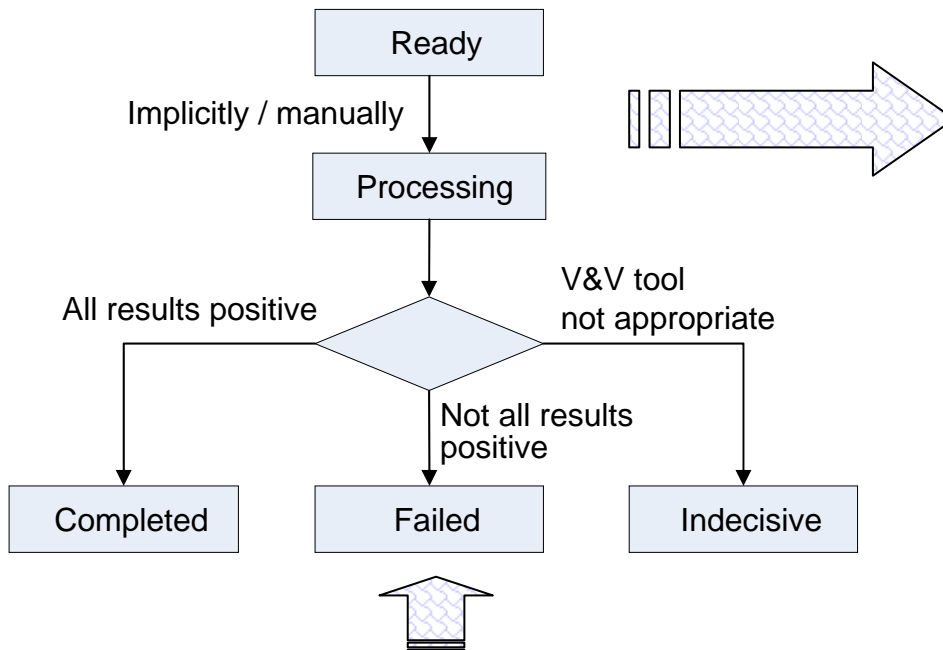 Ready
Implicitly / manually
Processing
All results positive
V&V tool
not appropriate
Not all results
positive
Completed
Failed
Indecisive